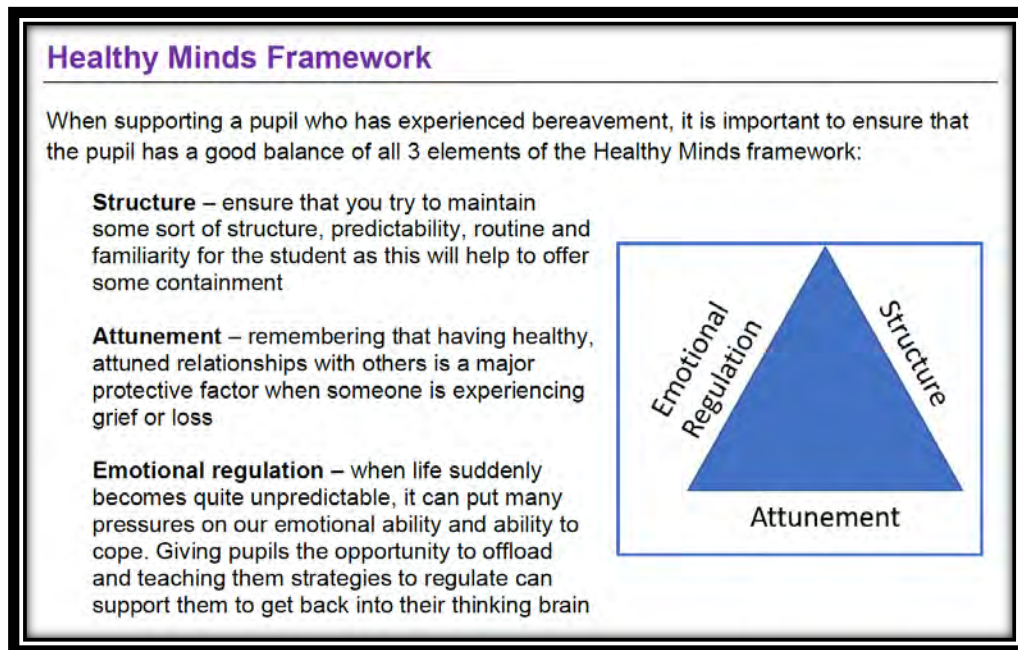 Healthy Minds Framework
When supporting a pupil who has experienced bereavement, it is important to ensure that
the pupil has a good balance of all 3 elements of the Healthy Minds framework:
Structure – ensure that you try to maintain
some sort of structure, predictability, routine and
familiarity for the student as this will help to offer
some containment
Attunement – remembering that having healthy,
attuned relationships with others is a major
protective factor when someone is experiencing
grief or loss
Emotional regulation – when life suddenly
becomes quite unpredictable, it can put many
pressures on our emotional ability and ability to
cope. Giving pupils the opportunity to offload
and teaching them strategies to regulate can
support them to get back into their thinking brain
Emotional
Regulation
Structure
Attunement